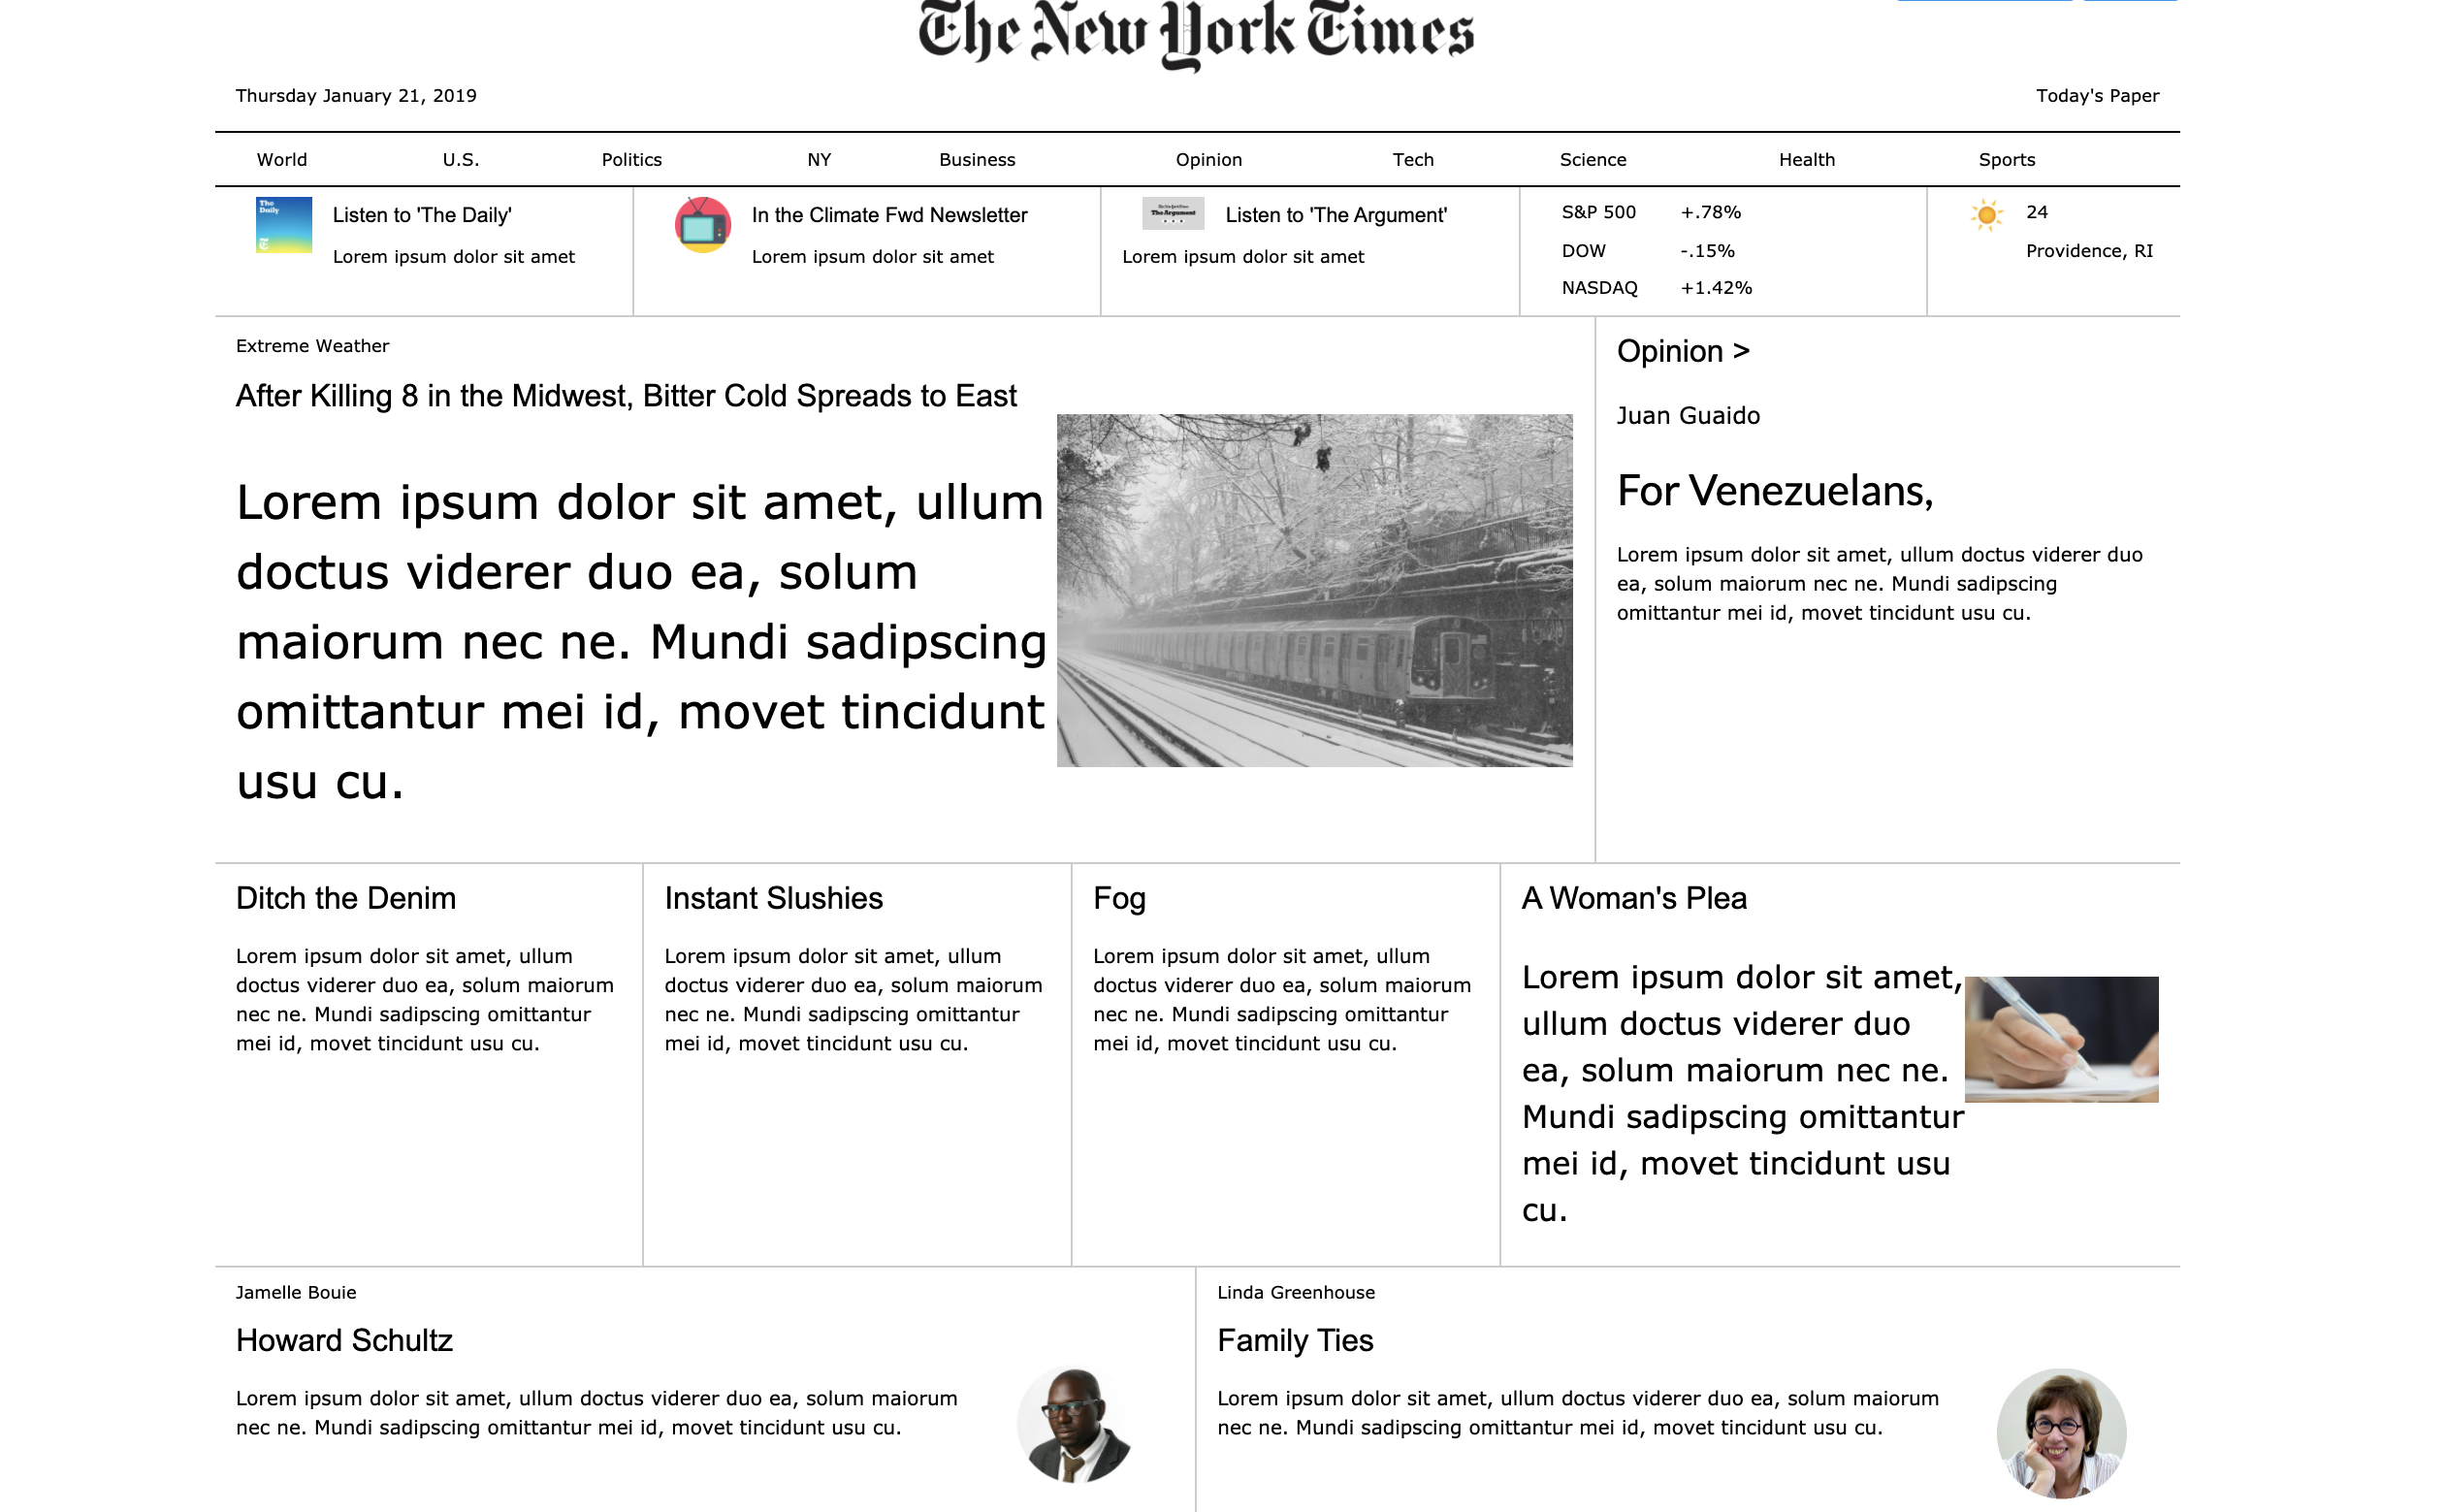 The New York Times
Thursday January 21, 2019
Today's Paper
World
U.S.
Politics
NY
Business
Opinion
Tech
Science
Health
Sports
The
Daily
Listen to 'The Daily'
Lorem ipsum dolor sit amet
In the Climate Fwd Newsletter
Lorem ipsum dolor sit amet
The New York Times
The Argument
Listen to 'The Argument'
Lorem ipsum dolor sit amet
S&P 500 +.78%
DOW -.15%
NASDAQ +1.42%
24
Providence, RI
Extreme Weather
After Killing 8 in the Midwest, Bitter Cold Spreads to East
Lorem ipsum dolor sit amet, ullum
doctus viderer duo ea, solum
maiorum nec ne. Mundi sadipscing
omittantur mei id, movet tincidunt
usu cu.
Opinion >
Juan Guaido
For Venezuelans,
Lorem ipsum dolor sit amet, ullum doctus viderer duo
ea, solum maiorum nec ne. Mundi sadipscing
omittantur mei id, movet tincidunt usu cu.
Ditch the Denim
Lorem ipsum dolor sit amet, ullum
doctus viderer duo ea, solum maiorum
nec ne. Mundi sadipscing omittantur
mei id, movet tincidunt usu cu.
Instant Slushies
Lorem ipsum dolor sit amet, ullum
doctus viderer duo ea, solum maiorum
nec ne. Mundi sadipscing omittantur
mei id, movet tincidunt usu cu.
Fog
Lorem ipsum dolor sit amet, ullum
doctus viderer duo ea, solum maiorum
nec ne. Mundi sadipscing omittantur
mei id, movet tincidunt usu cu.
A Woman's Plea
Lorem ipsum dolor sit amet,
ullum doctus viderer duo
ea, solum maiorum nec ne.
Mundi sadipscing omittantur
mei id, movet tincidunt usu
cu.
Jamelle Bouie
Howard Schultz
Lorem ipsum dolor sit amet, ullum doctus viderer duo ea, solum maiorum
nec ne. Mundi sadipscing omittantur mei id, movet tincidunt usu cu.
Linda Greenhouse
Family Ties
Lorem ipsum dolor sit amet, ullum doctus viderer duo ea, solum maiorum
nec ne. Mundi sadipscing omittantur mei id, movet tincidunt usu cu.